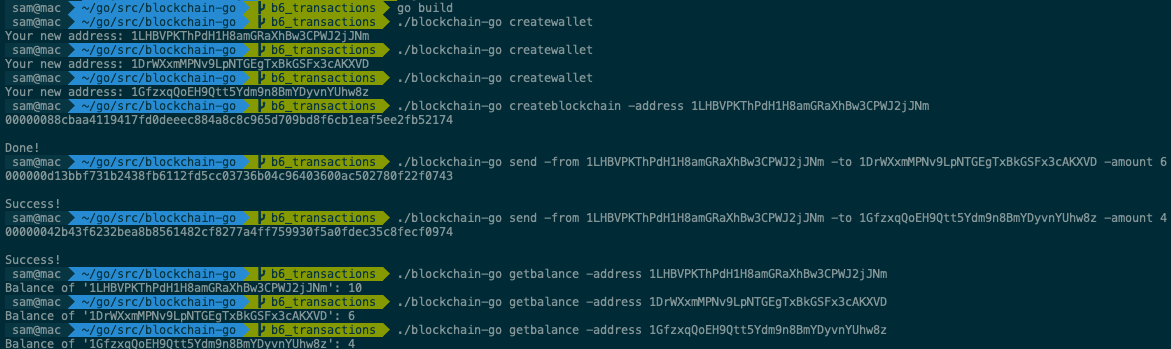 sam@mac ~/go/src/blockchain-go b6_transactions go build
sam@mac ~/go/src/blockchain-go b6_transactions ./blockchain-go createwallet
Your new address: 1LHBVPKThPdH1H8amGRaXhBw3CPWJ2jJNm
sam@mac ~/go/src/blockchain-go b6_transactions ./blockchain-go createwallet
Your new address: 1DrWXxmMPNv9LpNTGEgTxBkGSFx3cAKXVD
sam@mac ~/go/src/blockchain-go b6_transactions ./blockchain-go createwallet
Your new address: 1GfzxqQoEH9Qtt5Ydm9n8BmYDyvnYUhw8z
sam@mac ~/go/src/blockchain-go b6_transactions ./blockchain-go createblockchain -address 1LHBVPKThPdH1H8amGRaXhBw3CPWJ2jJNm
00000088cbaa4119417fd0deeec884a8c8c965d709bd8f6cb1eaf5ee2fb52174
Done!
sam@mac ~/go/src/blockchain-go b6_transactions ./blockchain-go send -from 1LHBVPKThPdH1H8amGRaXhBw3CPWJ2jJNm -to 1DrWXxmMPNv9LpNTGEgTxBkGSFx3cAKXVD -amount 6
000000d13bbf731b2438fb6112fd5cc03736b04c96403600ac502780f22f0743
Success!
sam@mac ~/go/src/blockchain-go b6_transactions ./blockchain-go send -from 1LHBVPKThPdH1H8amGRaXhBw3CPWJ2jJNm -to 1GfzxqQoEH9Qtt5Ydm9n8BmYDyvnYUhw8z -amount 4
00000042b43f6232bea8b8561482cf8277a4ff759930f5a0fdec35c8fecf0974
Success!
sam@mac ~/go/src/blockchain-go b6_transactions ./blockchain-go getbalance -address 1LHBVPKThPdH1H8amGRaXhBw3CPWJ2jJNm
Balance of '1LHBVPKThPdH1H8amGRaXhBw3CPWJ2jJNm': 10
sam@mac ~/go/src/blockchain-go b6_transactions ./blockchain-go getbalance -address 1DrWXxmMPNv9LpNTGEgTxBkGSFx3cAKXVD
Balance of '1DrWXxmMPNv9LpNTGEgTxBkGSFx3cAKXVD': 6
sam@mac ~/go/src/blockchain-go b6_transactions ./blockchain-go getbalance -address 1GfzxqQoEH9Qtt5Ydm9n8BmYDyvnYUhw8z
Balance of '1GfzxqQoEH9Qtt5Ydm9n8BmYDyvnYUhw8z': 4